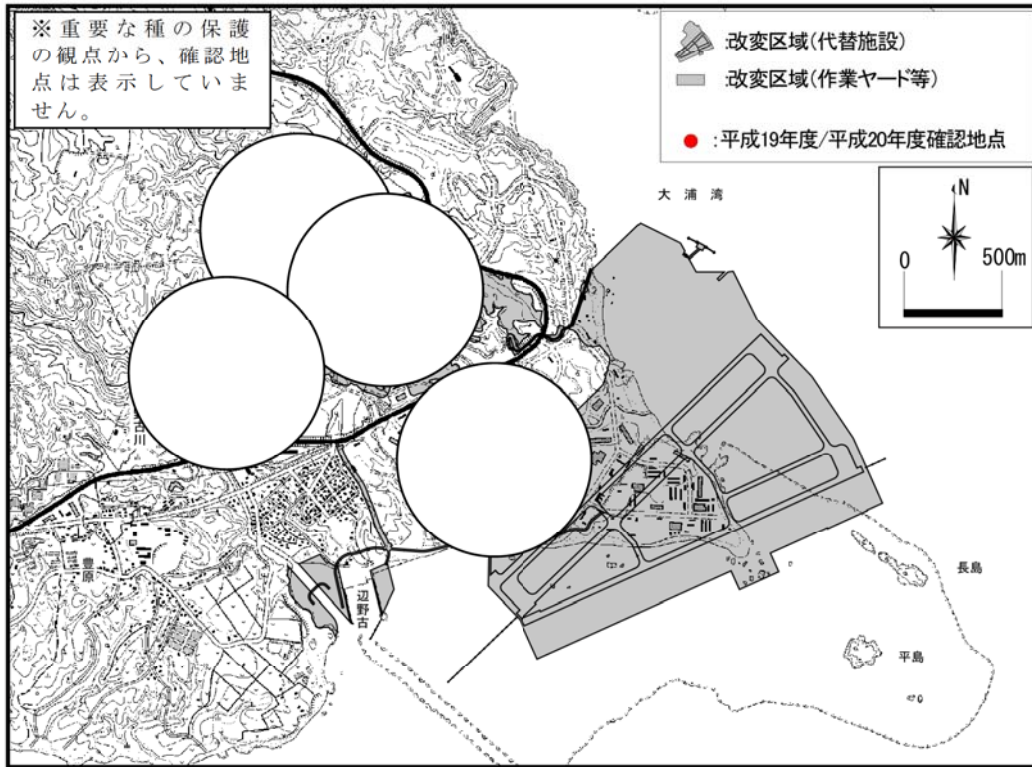 ※重要な種の保護
の観点から、確認地
点は表示していま
せん。
:改変区域(代替施設)
:改変区域(作業ヤード等)
:平成19年度/平成20年度確認地点
大浦湾
N
0 500m
古川
豊原
辺野古
長島
平島